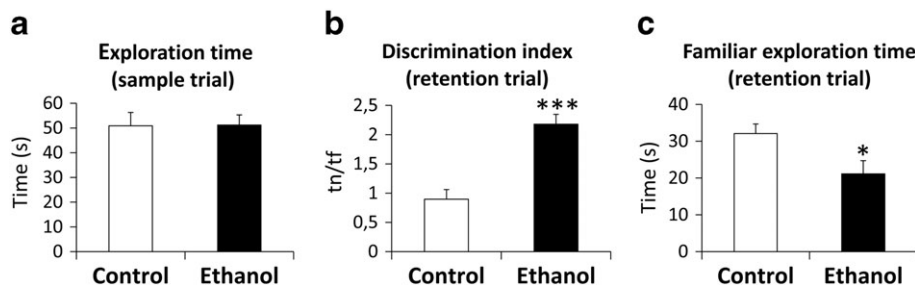 a
Exploration time
(sample trial)
Time (s)
60
50
40
30
20
10
0
Control
Ethanol
b
Discrimination index
(retention trial)
tn/tf
2,5
2
1,5
1
0,5
0
***
Control
Ethanol
c
Familiar exploration time
(retention trial)
Time (s)
40
30
20
10
0
*
Control
Ethanol